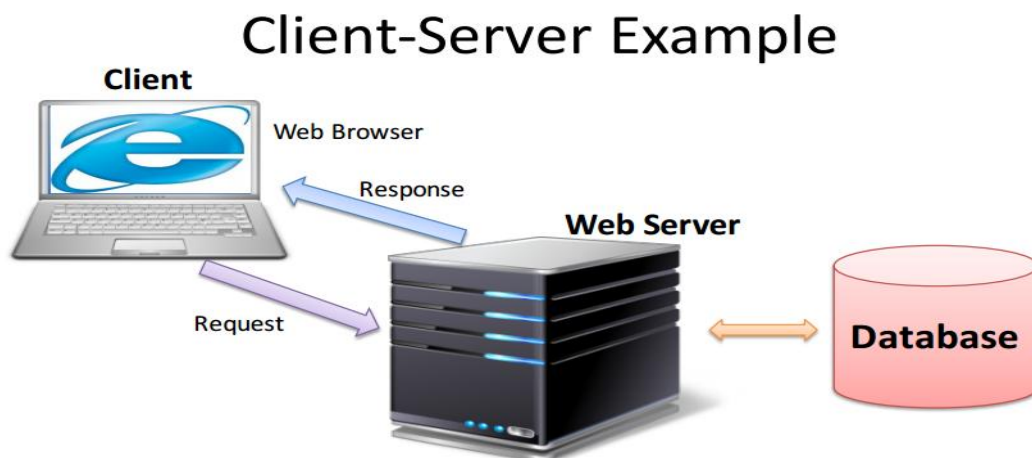 Client-Server Example
Client
Web Browser
Response
Web Server
Request
Database